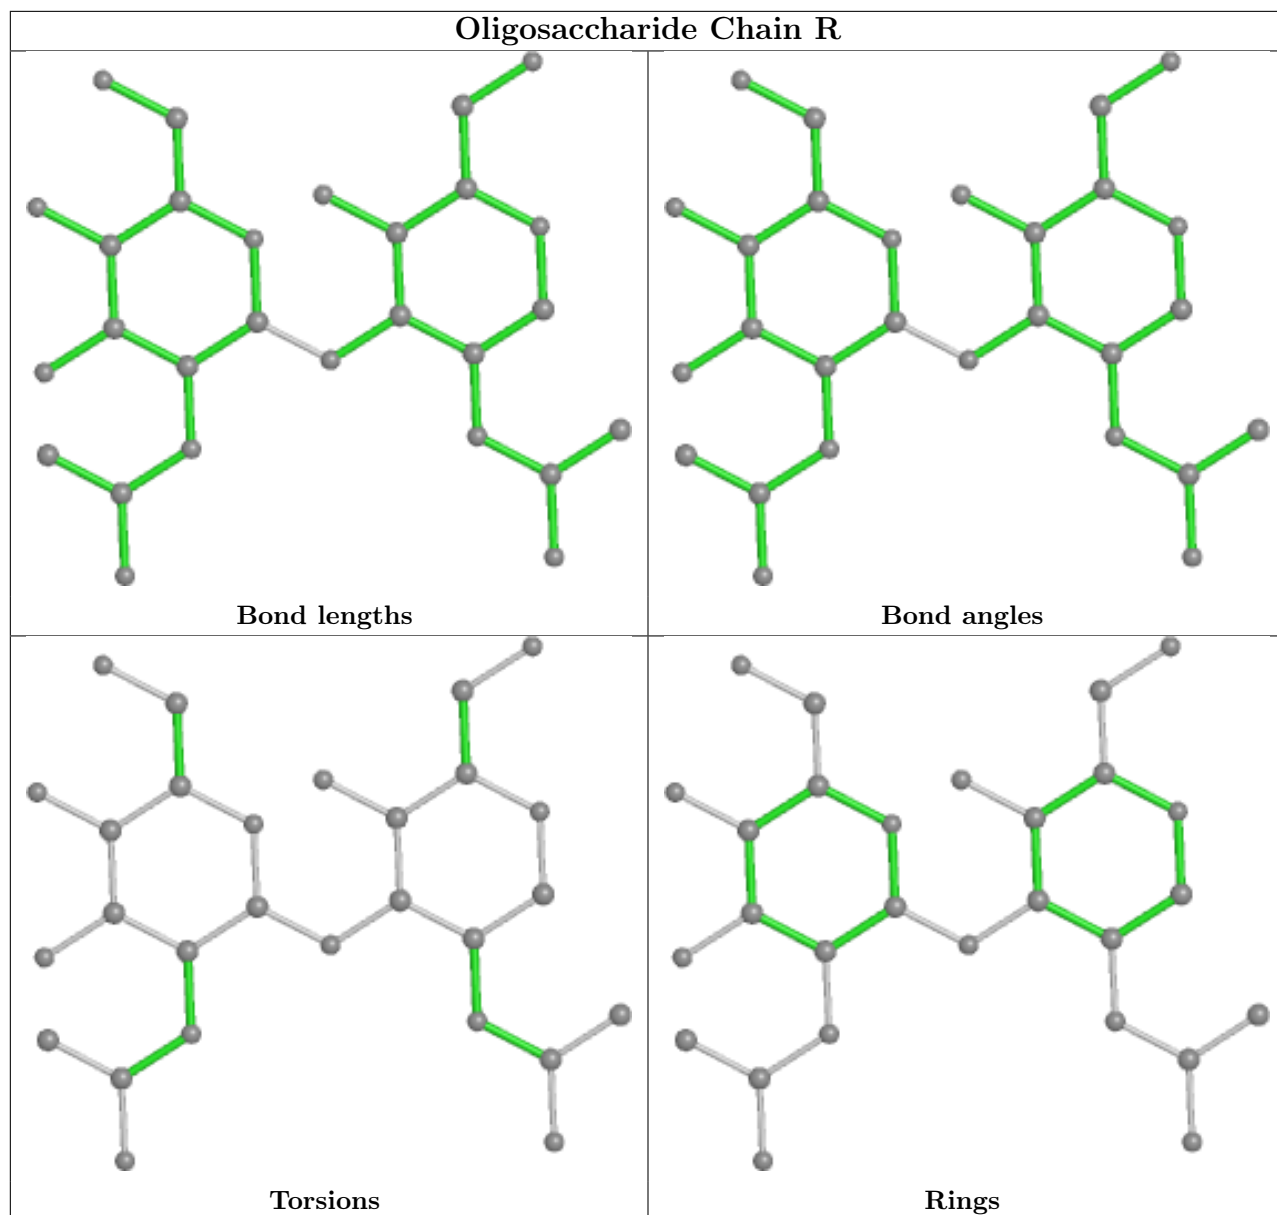 Oligosaccharide Chain R
Bond lengths
Bond angles
Torsions
Rings